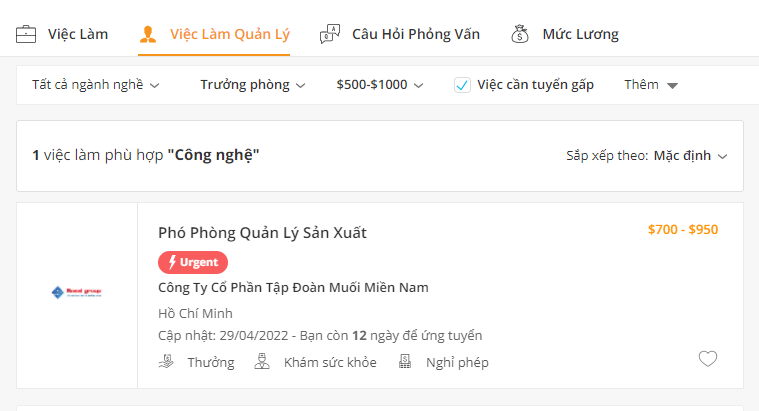 Việc Làm Việc Làm Quản Lý Câu Hỏi Phỏng Vấn Mức Lương
Tất cả ngành nghề Trưởng phòng $500-$1000 Việc cần tuyển gấp Thêm
1 việc làm phù hợp "Công nghệ" Sắp xếp theo: Mặc định
Phó Phòng Quản Lý Sản Xuất $700 - $950
Urgent
Công Ty Cổ Phần Tập Đoàn Muối Miền Nam
Hồ Chí Minh
Cập nhật: 29/04/2022 - Bạn còn 12 ngày để ứng tuyển
Thưởng Khám sức khỏe Nghỉ phép